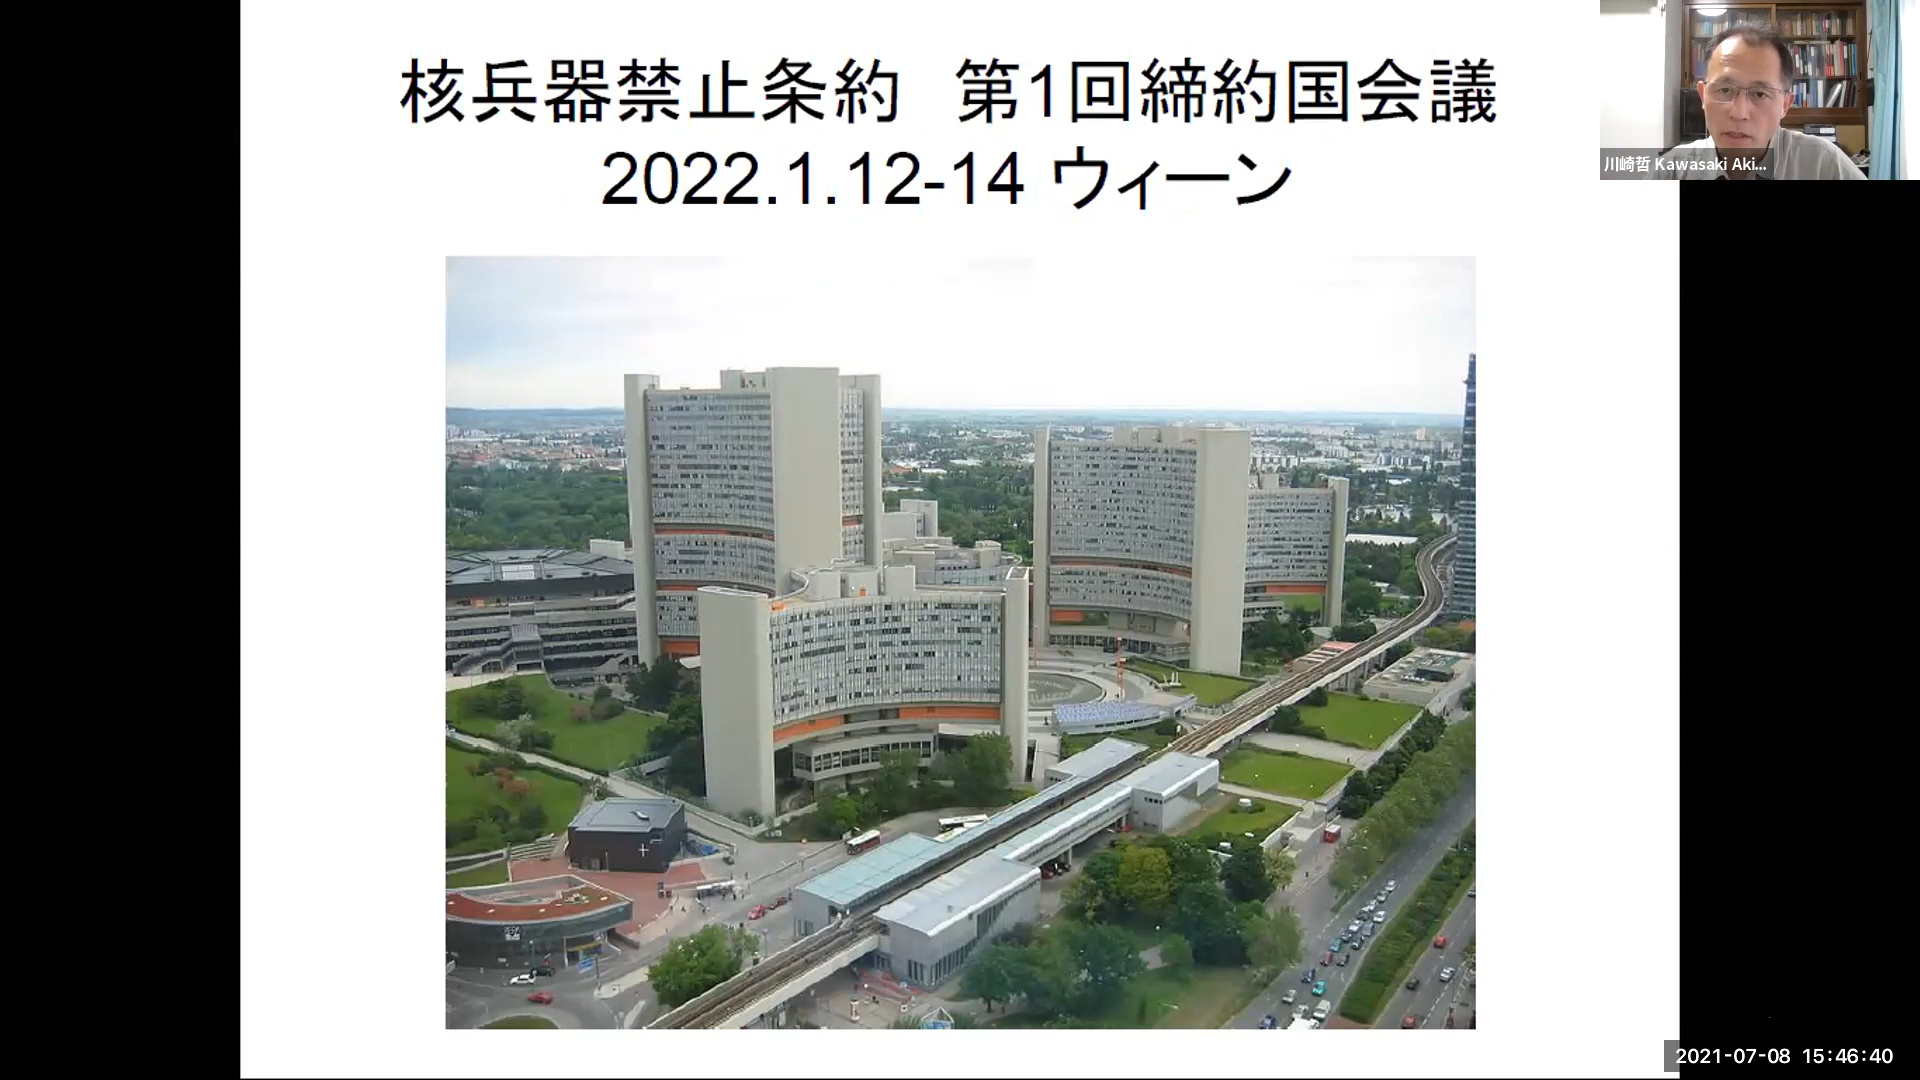 核兵器禁止条約　第1回締約国会議
2022.1.12-14 ウィーン
川崎哲 Kawasaki Aki...
2021-07-08 15:46:40